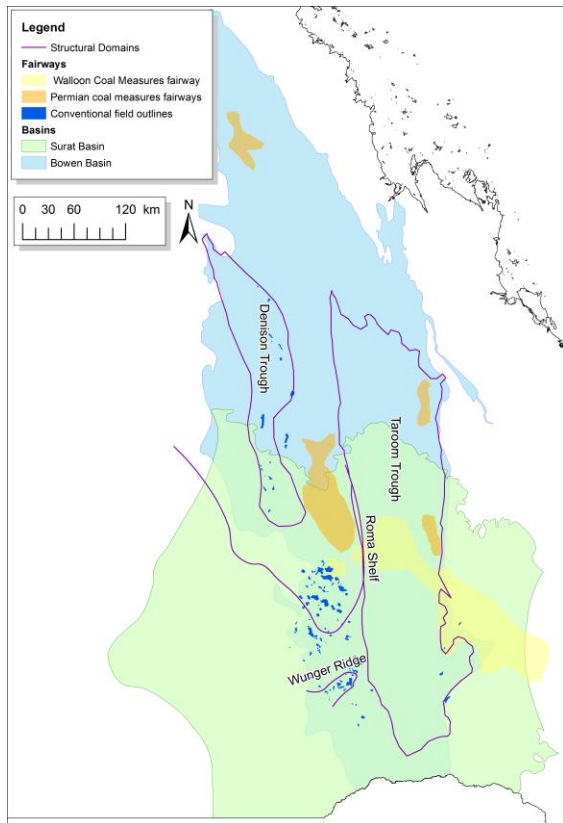 Legend
Structural Domains
Fairways
Walloon Coal Measures fairway
Permian coal measures fairways
Conventional field outlines
Basins
Surat Basin
Bowen Basin
0 30 60 120 km
N
Denison Trough
Taroom Trough
Roma Shelf
Wunger Ridge